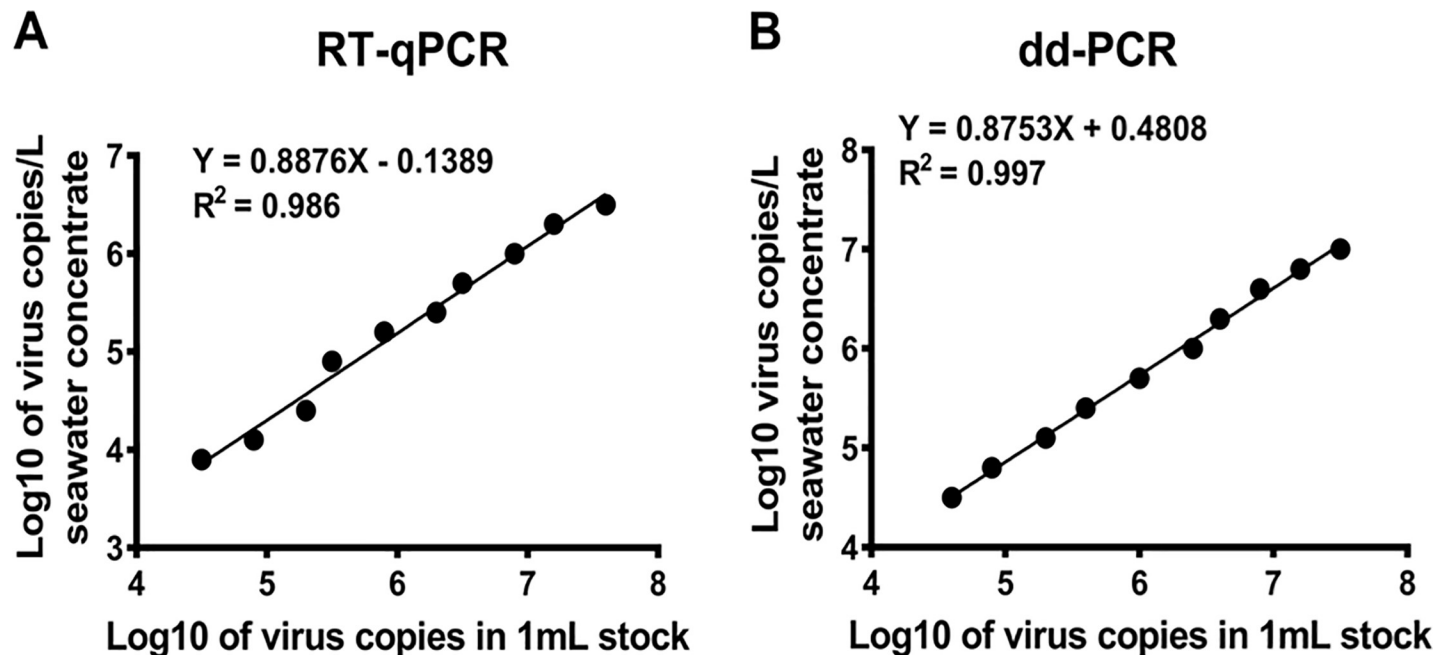 A
RT-qPCR
Y = 0.8876X - 0.1389
R² = 0.986
Log10 of virus copies/L
seawater concentrate
7
6
5
4
3
4 5 6 7 8
Log10 of virus copies in 1mL stock
B
dd-PCR
Y = 0.8753X + 0.4808
R² = 0.997
Log10 virus copies/L
seawater concentrate
8
7
6
5
4
4 5 6 7 8
Log10 of virus copies in 1mL stock